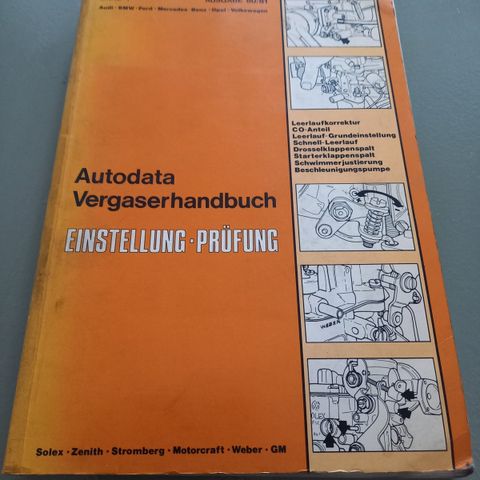 AUSGABE 80/81
Audi · BMW · Ford · Mercedes-Benz · Opel · Volkswagen
Leerlaufkorrektur
CO-Anteil
Leerlauf-Grundeinstellung
Schnell-Leerlauf
Drosselklappenspalt
Starterklappenspalt
Schwimmerjustierung
Beschleunigungspumpe
Autodata
Vergaserhandbuch
EINSTELLUNG · PRÜFUNG
WEBER
Solex · Zenith · Stromberg · Motorcraft · Weber · GM